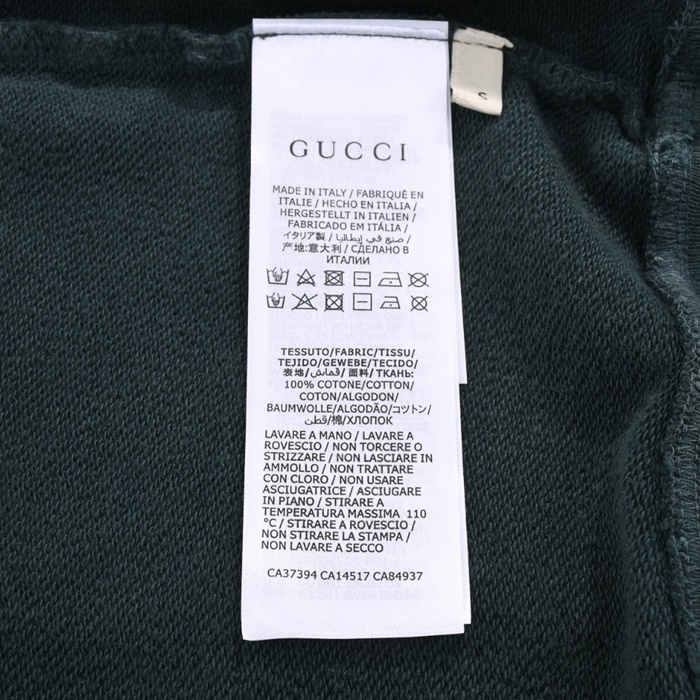 GUCCI
MADE IN ITALY / FABRIQUÉ EN
ITALIE / HECHO EN ITALIA /
HERGESTELLT IN ITALIEN /
FABRICADO EM ITÁLIA /
イタリア製 / صنع في إيطاليا /
产地:意大利 / СДЕЛАНО В
ИТАЛИИ
TESSUTO/FABRIC/TISSU/
TEJIDO/GEWEBE/TECIDO/
表地/قماش/ 面料/ ТКАНЬ:
100% COTONE/COTTON/
COTON/ALGODON/
BAUMWOLLE/ALGODÃO/コツトン/
قطن/棉/ХЛОПОК
LAVARE A MANO / LAVARE A
ROVESCIO / NON TORCERE O
STRIZZARE / NON LASCIARE IN
AMMOLLO / NON TRATTARE
CON CLORO / NON USARE
ASCIUGATRICE / ASCIUGARE
IN PIANO / STIRARE A
TEMPERATURA MASSIMA 110
°C / STIRARE A ROVESCIO /
NON STIRARE LA STAMPA /
NON LAVARE A SECCO
CA37394 CA14517 CA84937